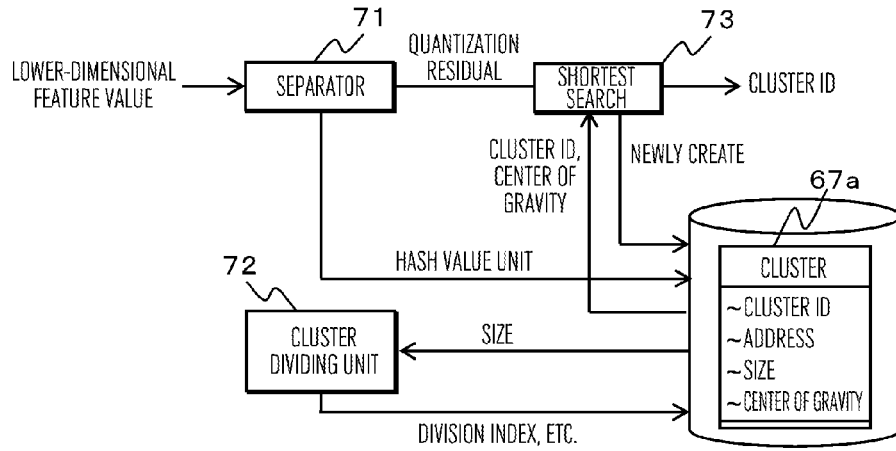 71
QUANTIZATION
RESIDUAL
73
LOWER-DIMENSIONAL
FEATURE VALUE
SEPARATOR
SHORTEST
SEARCH
CLUSTER ID
CLUSTER ID,
CENTER OF
GRAVITY
NEWLY CREATE
67a
HASH VALUE UNIT
72
CLUSTER
DIVIDING UNIT
SIZE
DIVISION INDEX, ETC.
CLUSTER
~CLUSTER ID
~ADDRESS
~SIZE
~CENTER OF GRAVITY